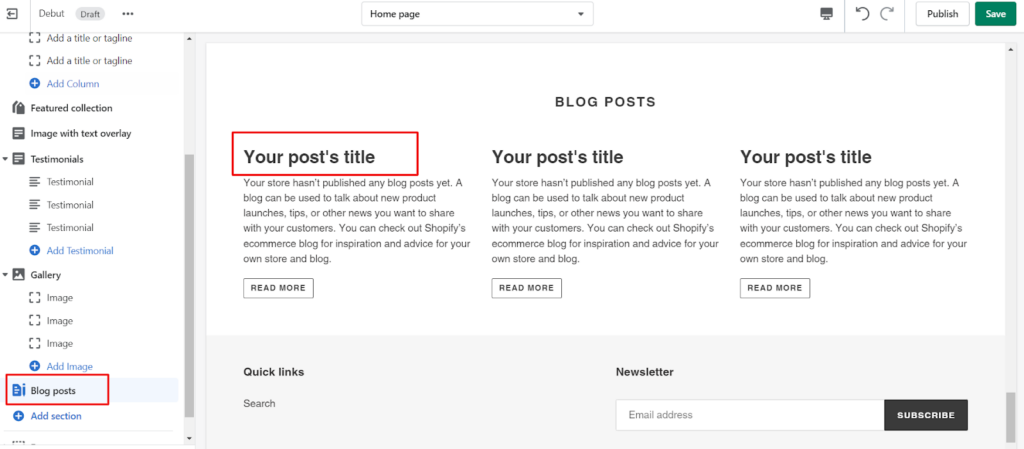 Debut Draft Home page Publish Save
Add a title or tagline
Add a title or tagline
Add Column
Featured collection
Image with text overlay
Testimonials
Testimonial
Testimonial
Testimonial
Add Testimonial
Gallery
Image
Image
Image
Add Image
Blog posts
Add section
BLOG POSTS
Your post's title
Your store hasn't published any blog posts yet. A
blog can be used to talk about new product
launches, tips, or other news you want to share
with your customers. You can check out Shopify's
ecommerce blog for inspiration and advice for your
own store and blog.
READ MORE
Your post's title
Your store hasn't published any blog posts yet. A
blog can be used to talk about new product
launches, tips, or other news you want to share
with your customers. You can check out Shopify's
ecommerce blog for inspiration and advice for your
own store and blog.
READ MORE
Your post's title
Your store hasn't published any blog posts yet. A
blog can be used to talk about new product
launches, tips, or other news you want to share
with your customers. You can check out Shopify's
ecommerce blog for inspiration and advice for your
own store and blog.
READ MORE
Quick links
Search
Newsletter
Email address SUBSCRIBE